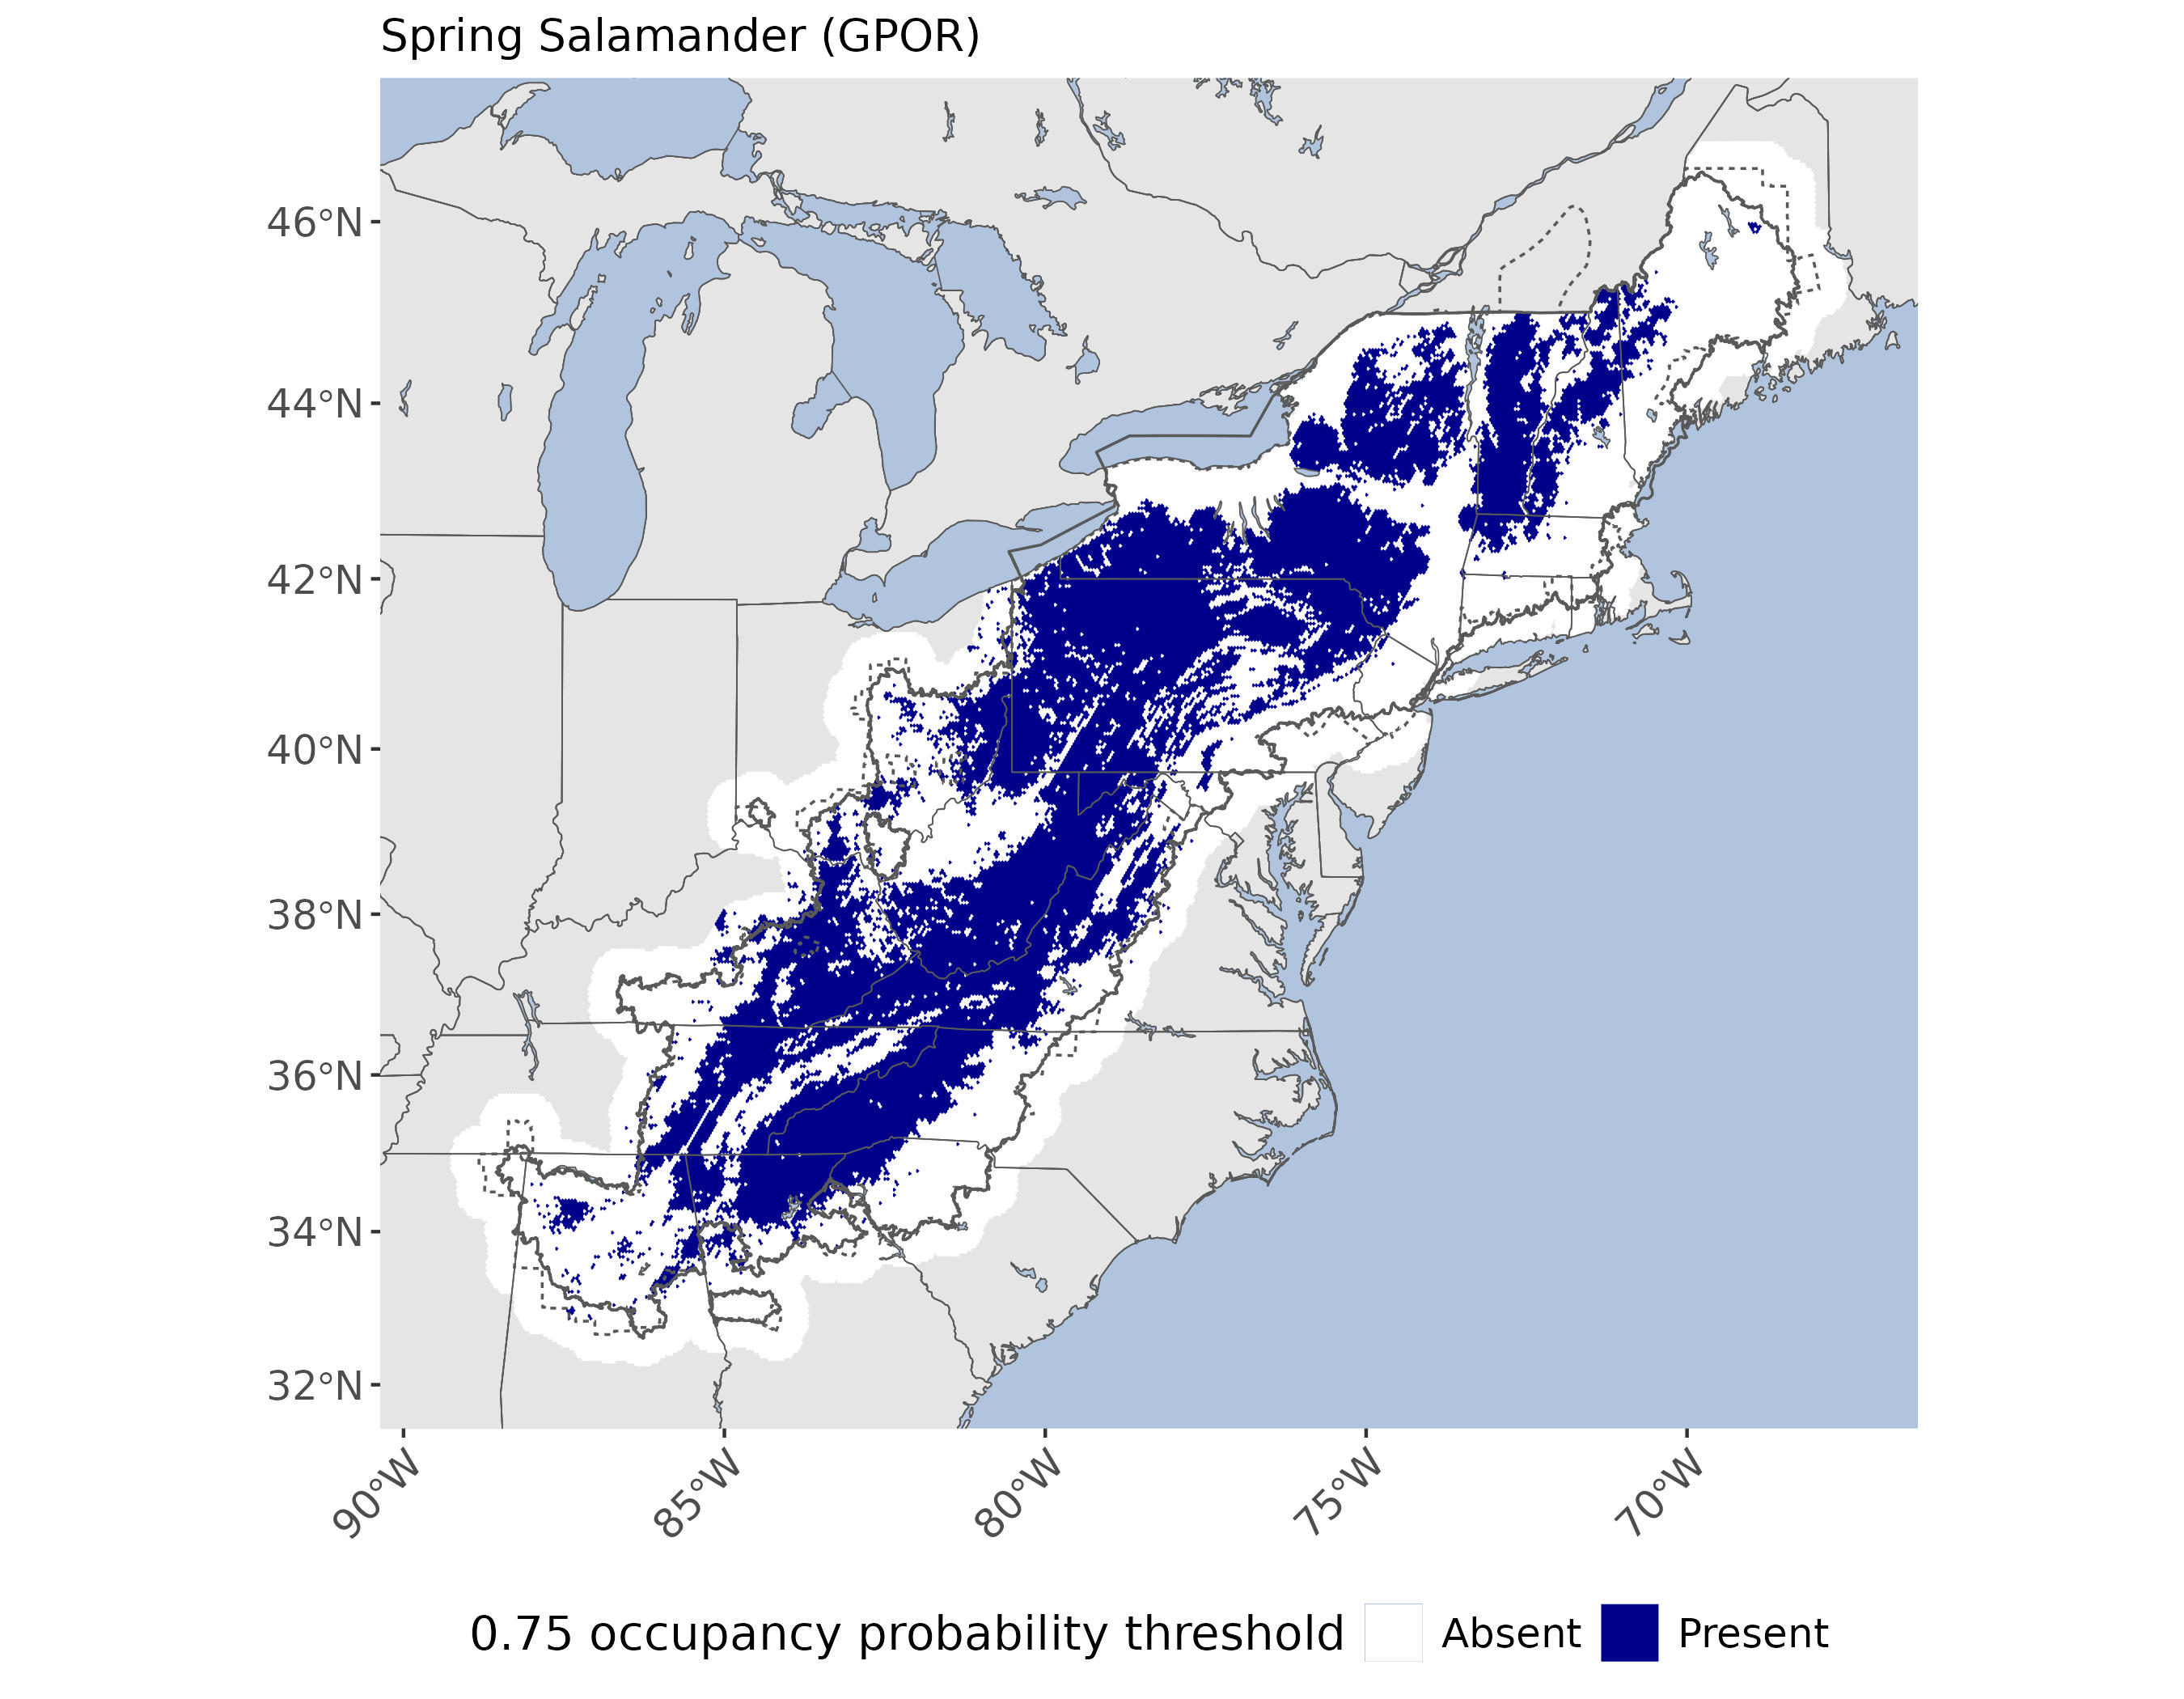 Spring Salamander (GPOR)
46°N
44°N
42°N
40°N
38°N
36°N
34°N
32°N
90°W 85°W 80°W 75°W 70°W
0.75 occupancy probability threshold Absent Present